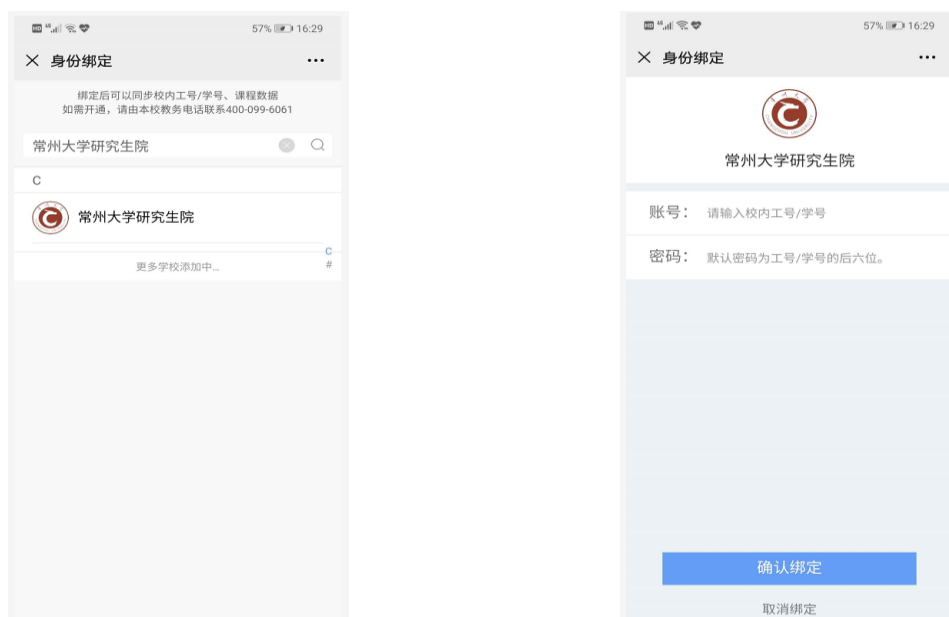 HD 46 57% 16:29
身份绑定
绑定后可以同步校内工号/学号、课程数据
如需开通，请由本校教务电话联系400-099-6061
常州大学研究生院
C
常州大学研究生院
C
更多学校添加中...
#
HD 46 57% 16:29
身份绑定
常州大学研究生院
账号： 请输入校内工号/学号
密码： 默认密码为工号/学号的后六位。
确认绑定
取消绑定